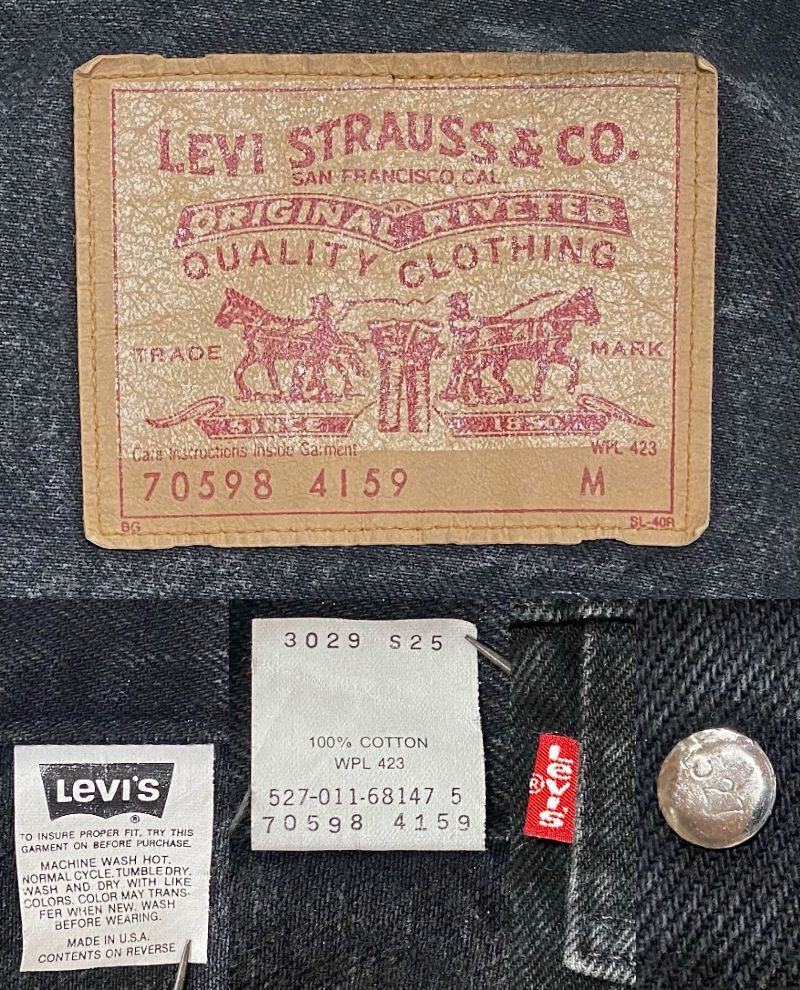 LEVI STRAUSS & CO.
SAN FRANCISCO, CAL.
ORIGINAL RIVETED
QUALITY CLOTHING
TRADE MARK
SINCE 1850
Care Instructions Inside Garment WPL 423
70598 4159 M
BG SL-40R
LEVI'S
®
TO INSURE PROPER FIT, TRY THIS
GARMENT ON BEFORE PURCHASE.
MACHINE WASH HOT,
NORMAL CYCLE. TUMBLE DRY.
WASH AND DRY WITH LIKE
COLORS. COLOR MAY TRANS-
FER WHEN NEW. WASH
BEFORE WEARING.
MADE IN U.S.A.
CONTENTS ON REVERSE
3029 S25
100% COTTON
WPL 423
527-011-68147 5
70598 4159
LeVI'S
®